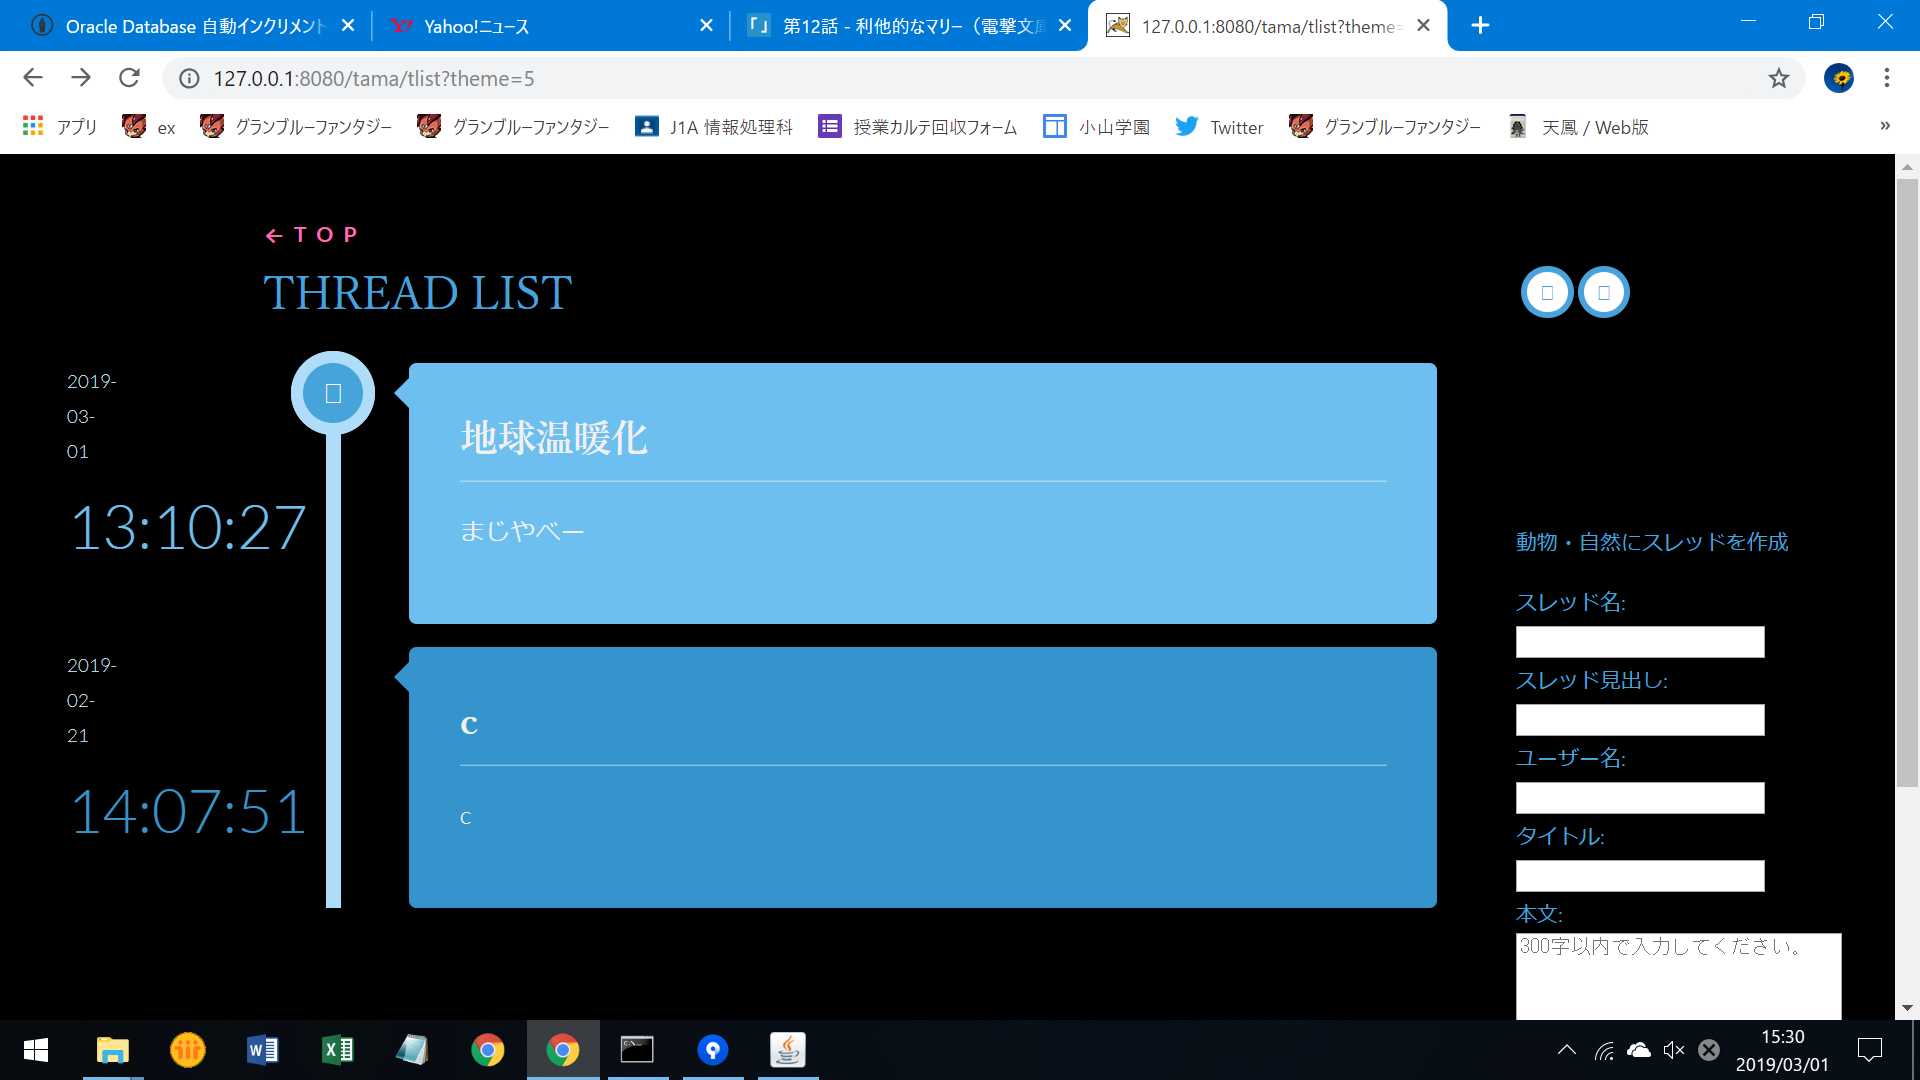 Oracle Database 自動インクリメント
Yahoo!ニュース
第12話 - 利他的なマリー（電撃文庫
127.0.0.1:8080/tama/tlist?theme=
127.0.0.1:8080/tama/tlist?theme=5
アプリ
ex
グランブルーファンタジー
グランブルーファンタジー
J1A 情報処理科
授業カルテ回収フォーム
小山学園
Twitter
グランブルーファンタジー
天鳳 / Web版
»
← TOP
THREAD LIST
2019-
03-
01
13:10:27
地球温暖化
まじやべー
2019-
02-
21
14:07:51
c
c
動物・自然にスレッドを作成
スレッド名:
スレッド見出し:
ユーザー名:
タイトル:
本文:
300字以内で入力してください。
15:30
2019/03/01